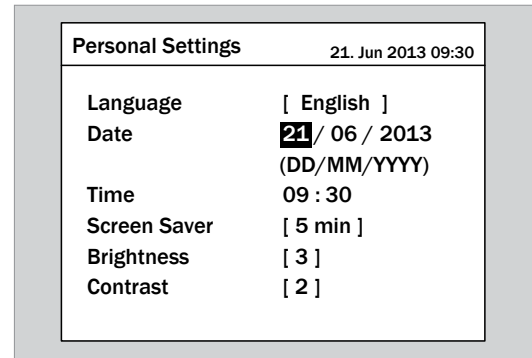 Personal Settings 21. Jun 2013 09:30
Language [ English ]
Date 21 / 06 / 2013
(DD/MM/YYYY)
Time 09 : 30
Screen Saver [ 5 min ]
Brightness [ 3 ]
Contrast [ 2 ]